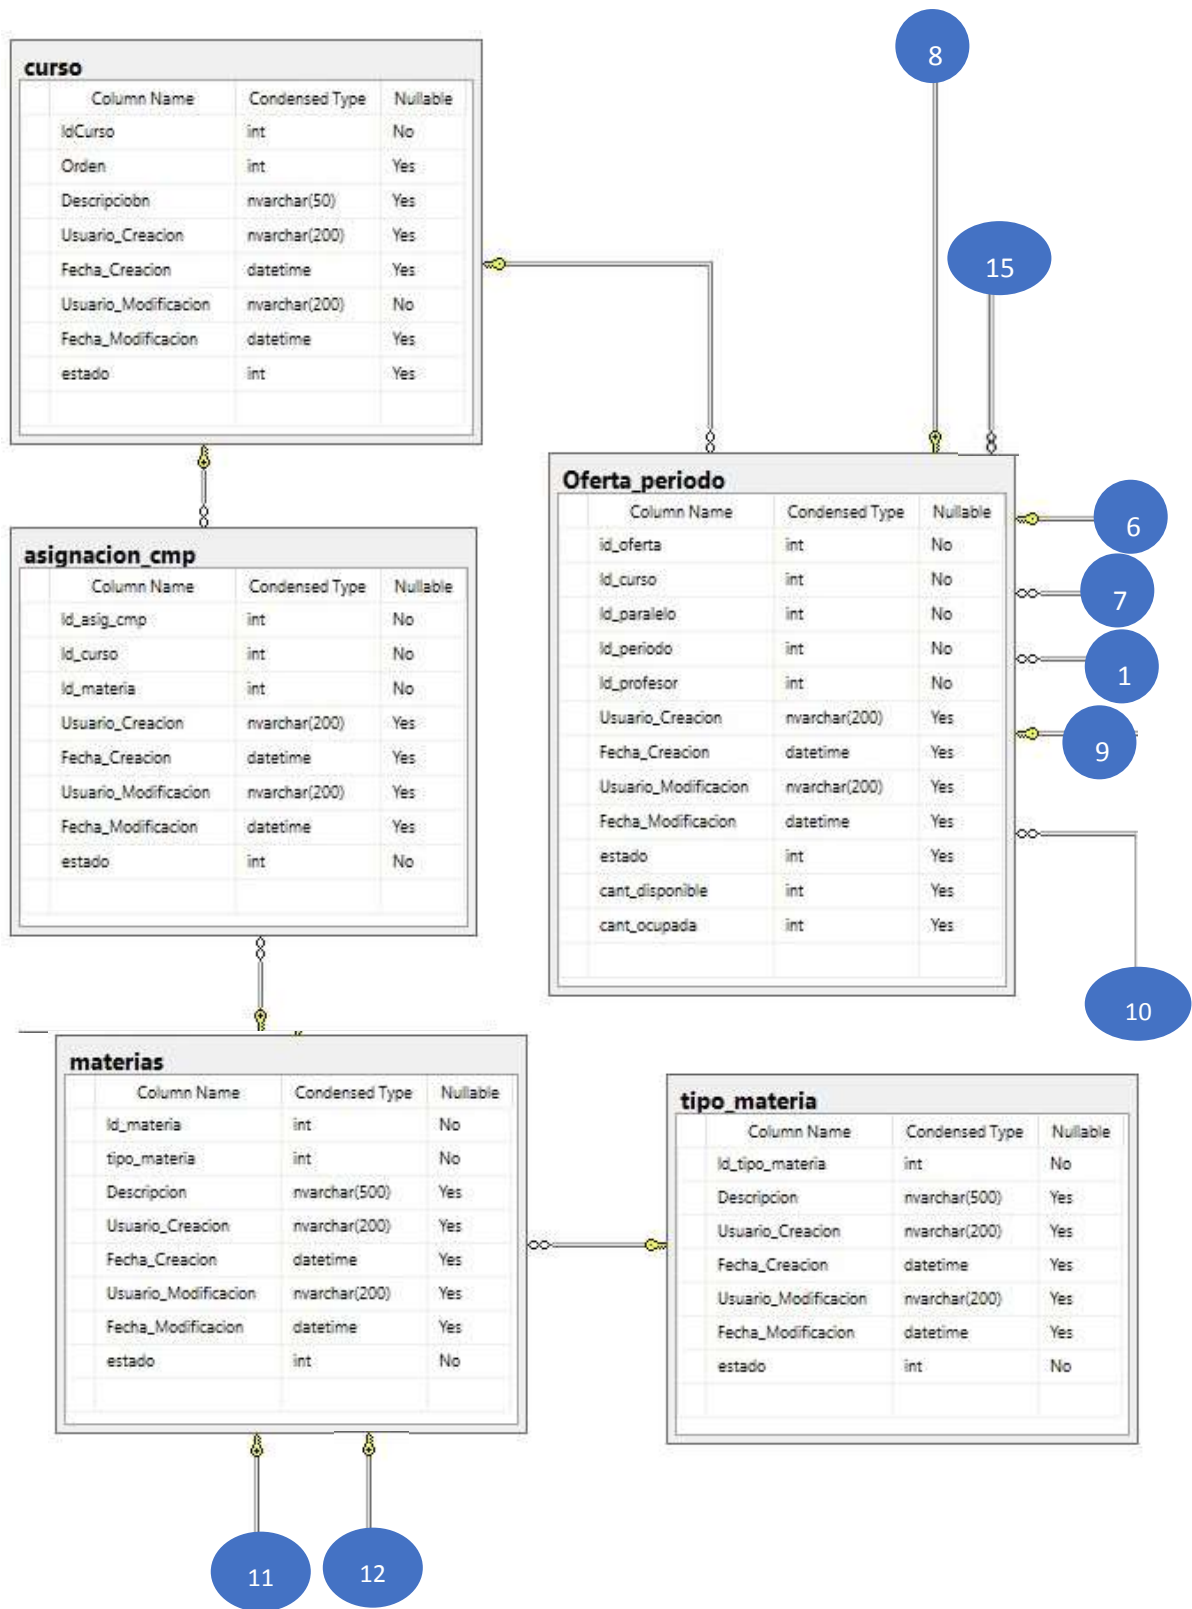 8
curso
Column Name Condensed Type Nullable
IdCurso int No
Orden int Yes
Descripciobn nvarchar(50) Yes
Usuario_Creacion nvarchar(200) Yes
Fecha_Creacion datetime Yes
Usuario_Modificacion nvarchar(200) No
Fecha_Modificacion datetime Yes
estado int Yes
15
Oferta_periodo
Column Name Condensed Type Nullable
id_oferta int No
Id_curso int No
Id_paralelo int No
Id_periodo int No
Id_profesor int No
Usuario_Creacion nvarchar(200) Yes
Fecha_Creacion datetime Yes
Usuario_Modificacion nvarchar(200) Yes
Fecha_Modificacion datetime Yes
estado int Yes
cant_disponible int Yes
cant_ocupada int Yes
6
7
1
9
10
asignacion_cmp
Column Name Condensed Type Nullable
Id_asig_cmp int No
Id_curso int No
Id_materia int No
Usuario_Creacion nvarchar(200) Yes
Fecha_Creacion datetime Yes
Usuario_Modificacion nvarchar(200) Yes
Fecha_Modificacion datetime Yes
estado int No
materias
Column Name Condensed Type Nullable
Id_materia int No
tipo_materia int No
Descripcion nvarchar(500) Yes
Usuario_Creacion nvarchar(200) Yes
Fecha_Creacion datetime Yes
Usuario_Modificacion nvarchar(200) Yes
Fecha_Modificacion datetime Yes
estado int No
tipo_materia
Column Name Condensed Type Nullable
Id_tipo_materia int No
Descripcion nvarchar(500) Yes
Usuario_Creacion nvarchar(200) Yes
Fecha_Creacion datetime Yes
Usuario_Modificacion nvarchar(200) Yes
Fecha_Modificacion datetime Yes
estado int No
11
12